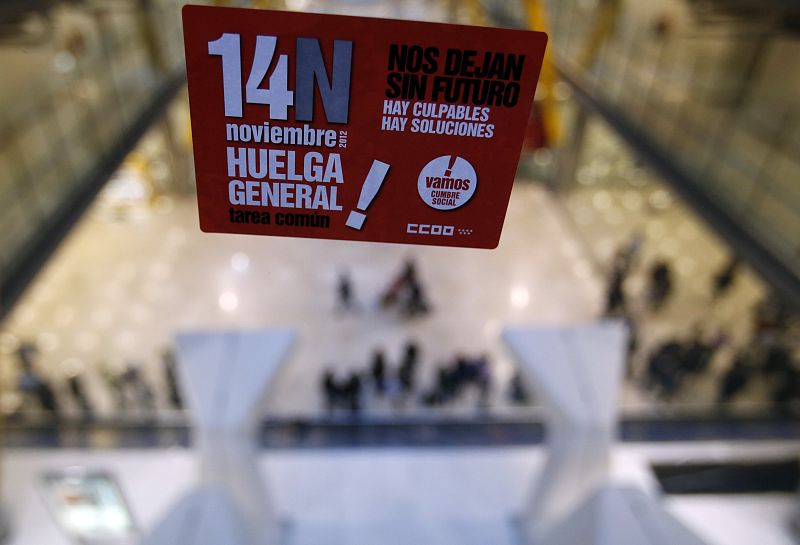 14N
noviembre 2012
HUELGA
GENERAL!
tarea común
NOS DEJAN
SIN FUTURO
HAY CULPABLES
HAY SOLUCIONES
!
vamos
CUMBRE
SOCIAL
CCOO